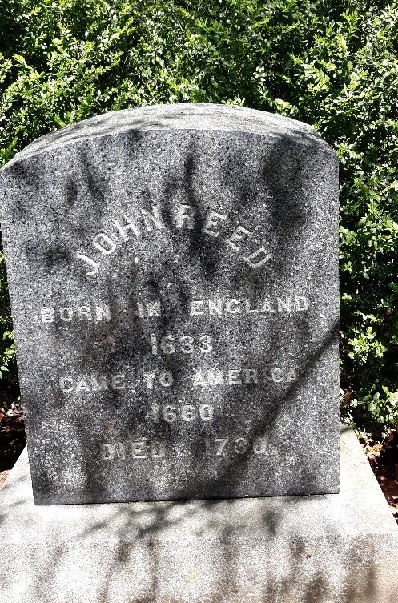 JOHN REED
BORN IN ENGLAND
1633
CAME TO AMERICA
1660
DIED